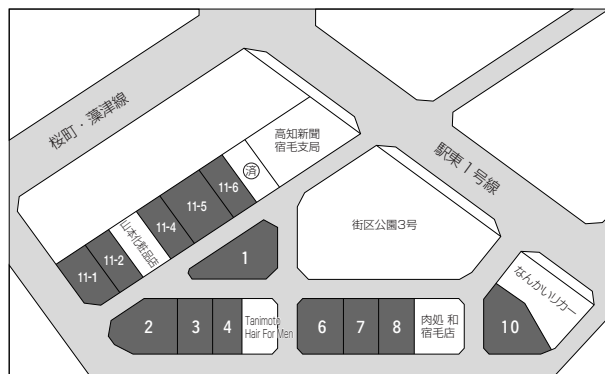 桜町・藻津線
高知新聞
宿毛支局
駅東1号線
済
11-6
11-5
11-4
山本化粧品店
11-2
11-1
街区公園3号
1
なんかいリカー
2
3
4
Tanimoto
Hair For Men
6
7
8
肉処 和
宿毛店
10